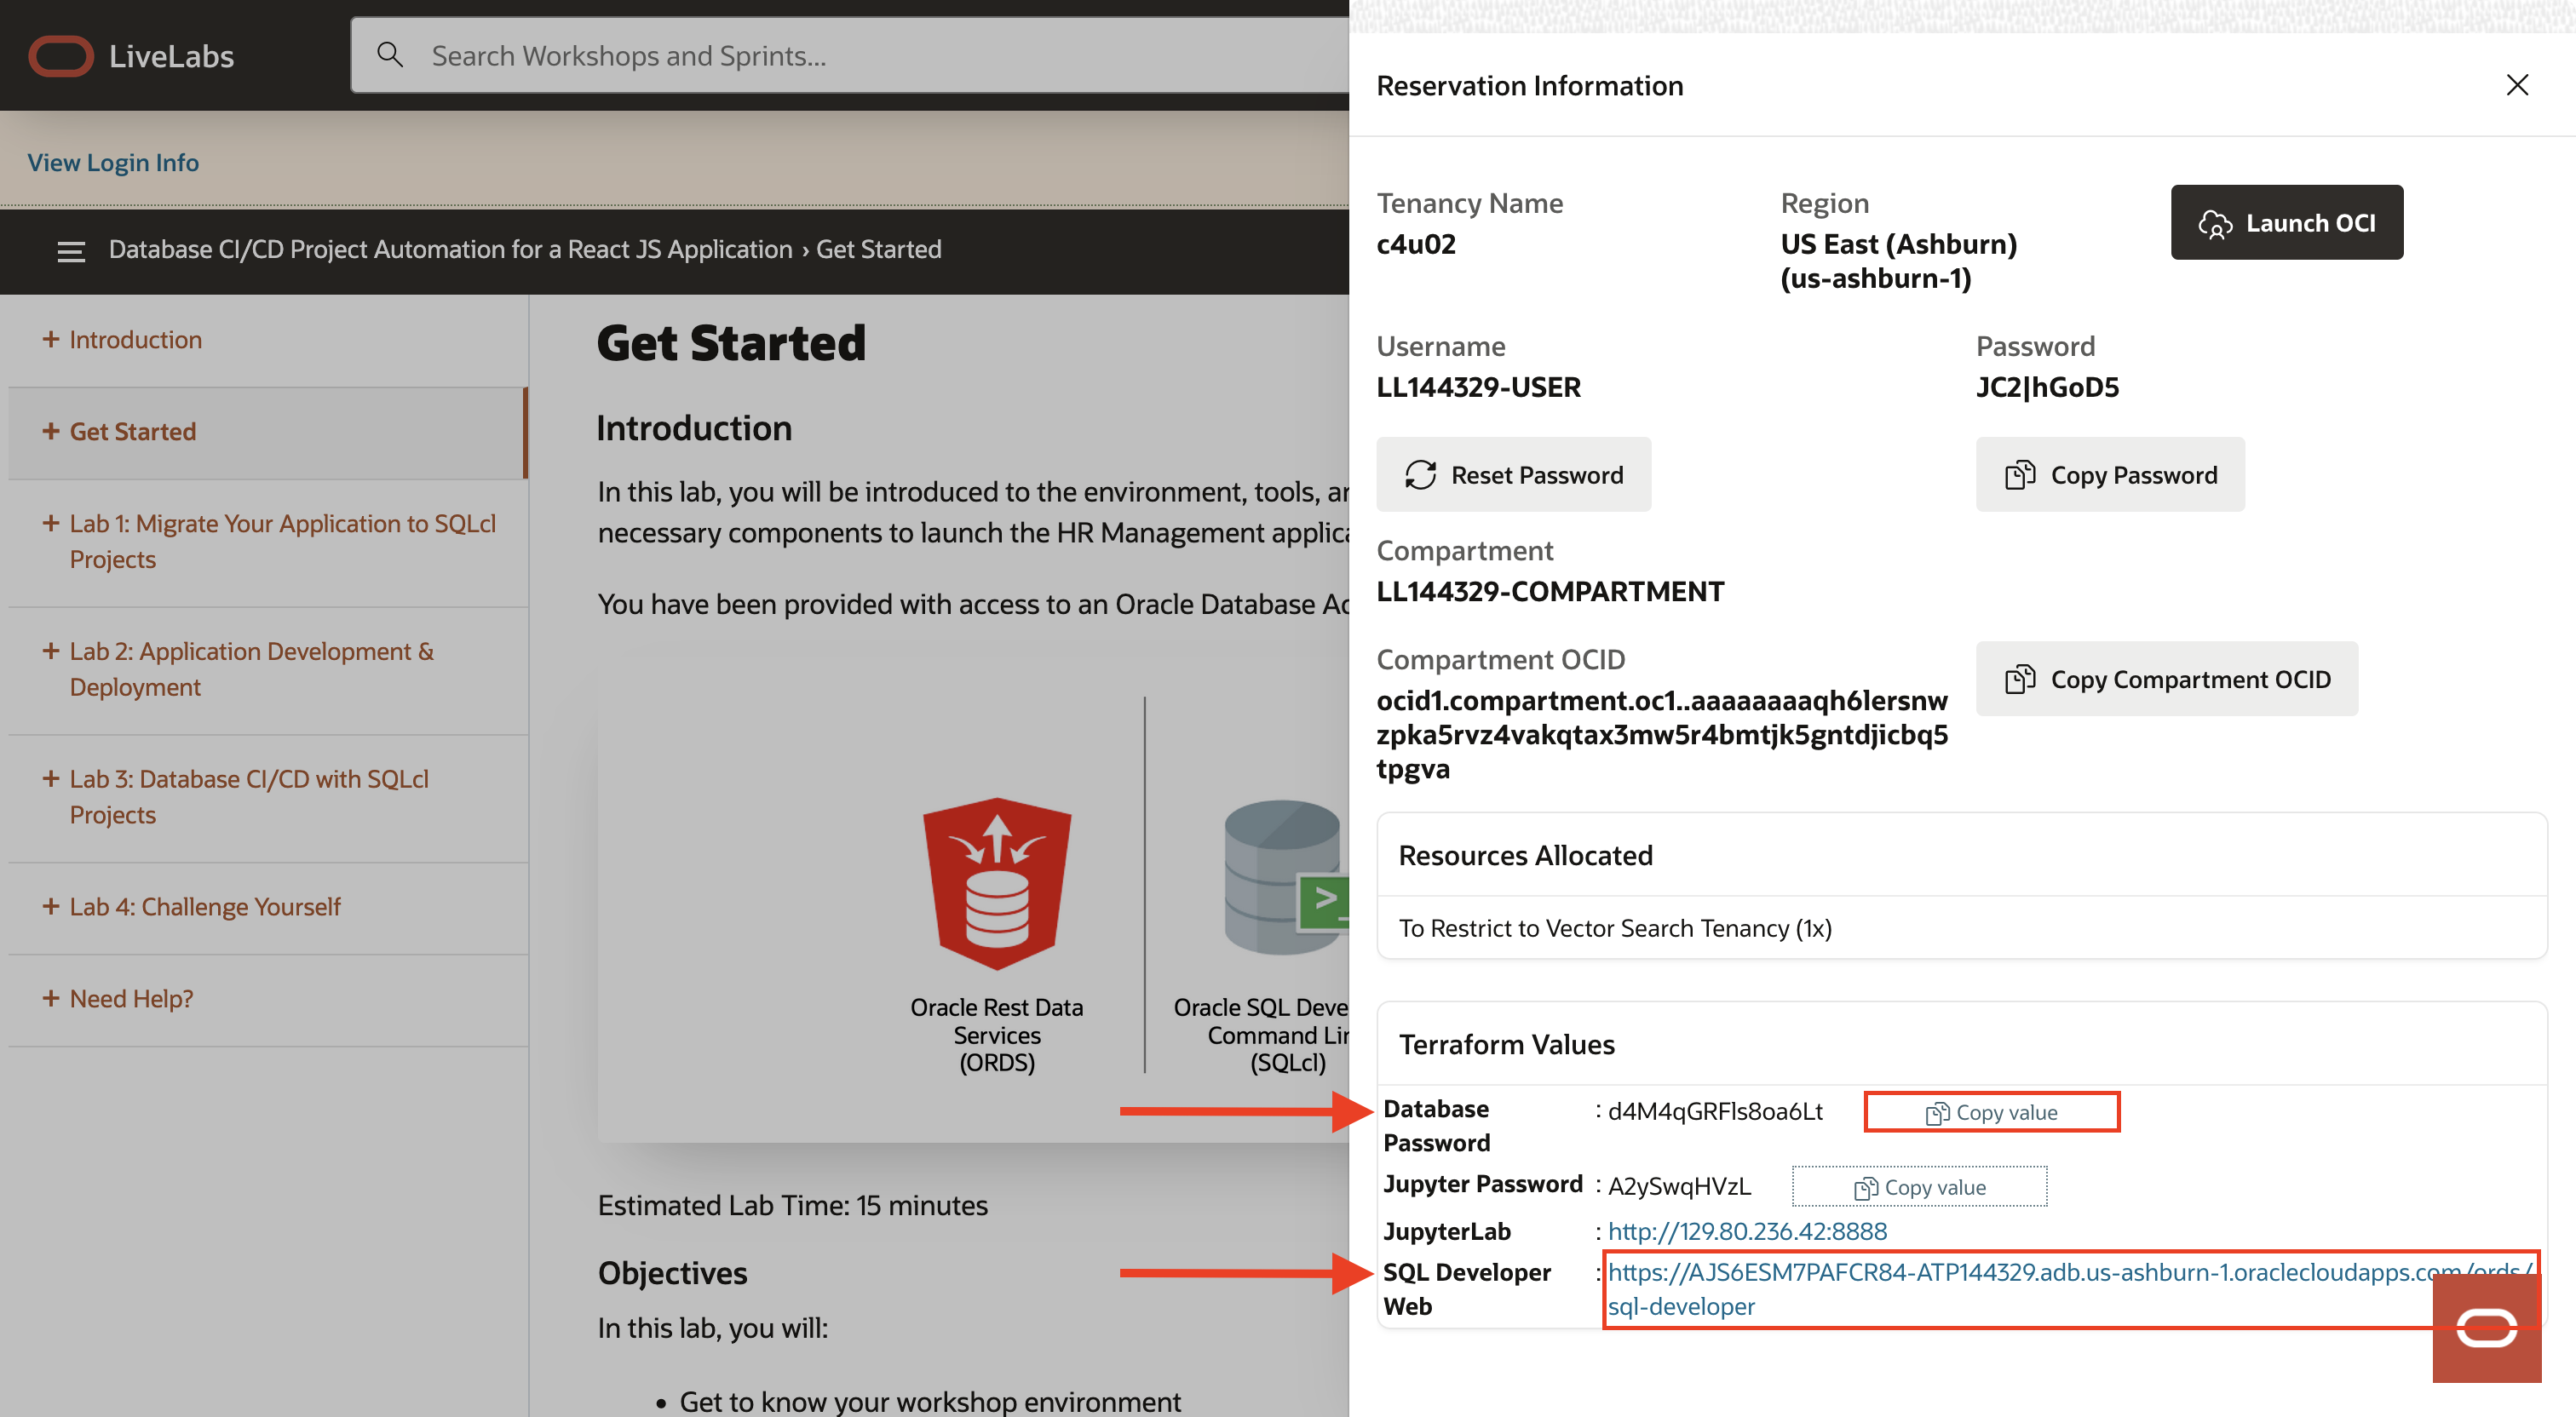 LiveLabs
Search Workshops and Sprints...
View Login Info
Database CI/CD Project Automation for a React JS Application › Get Started
+ Introduction
+ Get Started
+ Lab 1: Migrate Your Application to SQLcl
Projects
+ Lab 2: Application Development &
Deployment
+ Lab 3: Database CI/CD with SQLcl
Projects
+ Lab 4: Challenge Yourself
+ Need Help?
Get Started
Introduction
In this lab, you will be introduced to the environment, tools,
necessary components to launch the HR Management
You have been provided with access to an Oracle Database
Oracle Rest Data
Services
(ORDS)
Oracle SQL
Command
(SQLcl)
>_
Estimated Lab Time: 15 minutes
Objectives
In this lab, you will:
• Get to know your workshop environment
Reservation Information
Tenancy Name
c4u02
Region
US East (Ashburn)
(us-ashburn-1)
Launch OCI
Username
LL144329-USER
Password
JC2|hGoD5
Reset Password
Copy Password
Compartment
LL144329-COMPARTMENT
Compartment OCID
ocid1.compartment.oc1..aaaaaaaaqh6lersnw
zpka5rvz4vakqtax3mw5r4bmtjk5gntdjicbq5
tpgva
Copy Compartment OCID
Resources Allocated
To Restrict to Vector Search Tenancy (1x)
Terraform Values
Database
Password
: d4M4qGRFls8oa6Lt
Copy value
Jupyter Password : A2ySwqHVzL
Copy value
JupyterLab : http://129.80.236.42:8888
SQL Developer
Web
: https://AJS6ESM7PAFCR84-ATP144329.adb.us-ashburn-1.oraclecloudapps.com/ords/
sql-developer